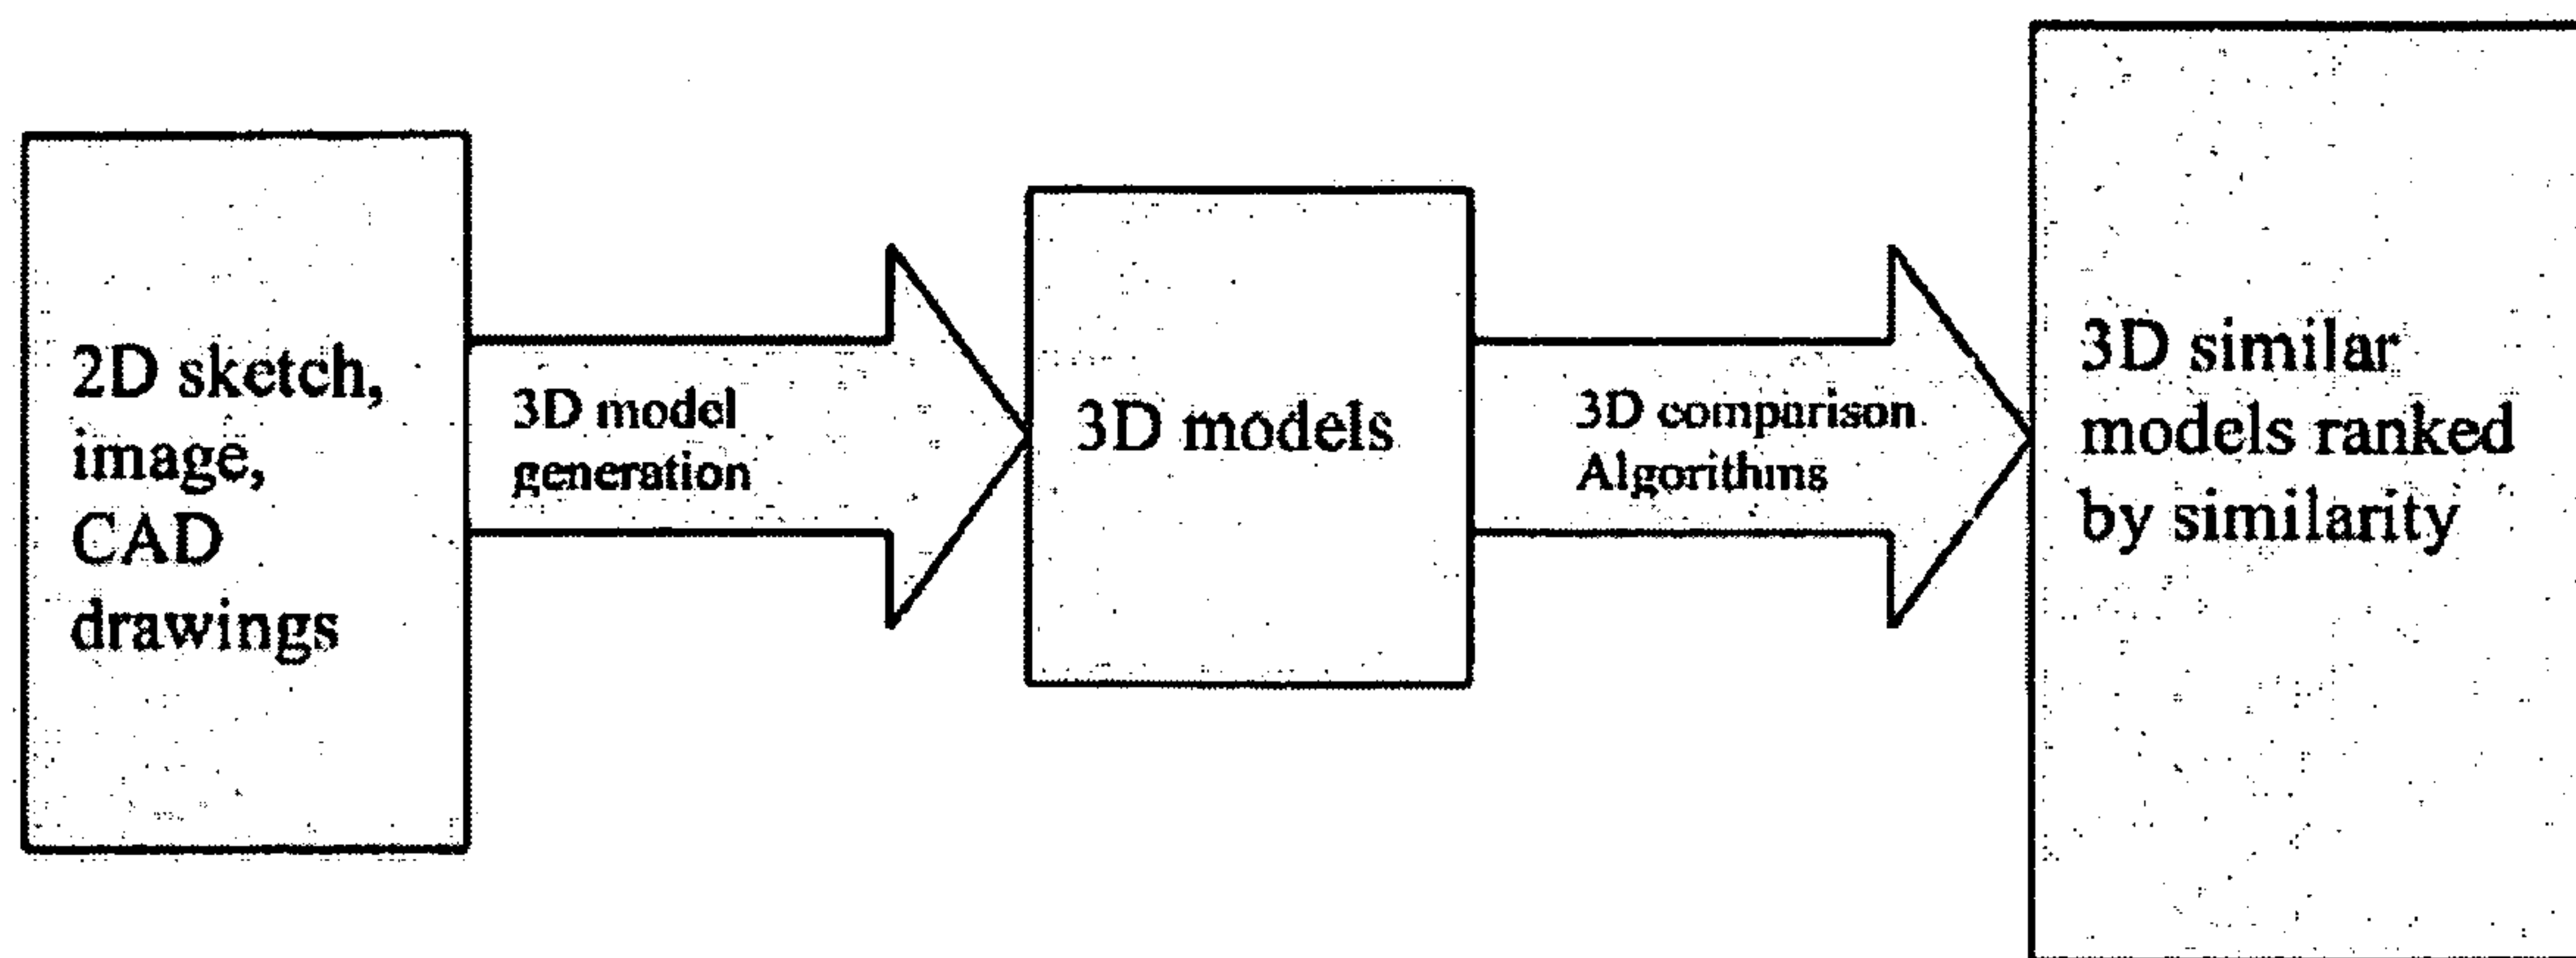 2D sketch,
image,
CAD
drawings
3D model
generation
3D models
3D comparison
Algorithms
3D similar
models ranked
by similarity